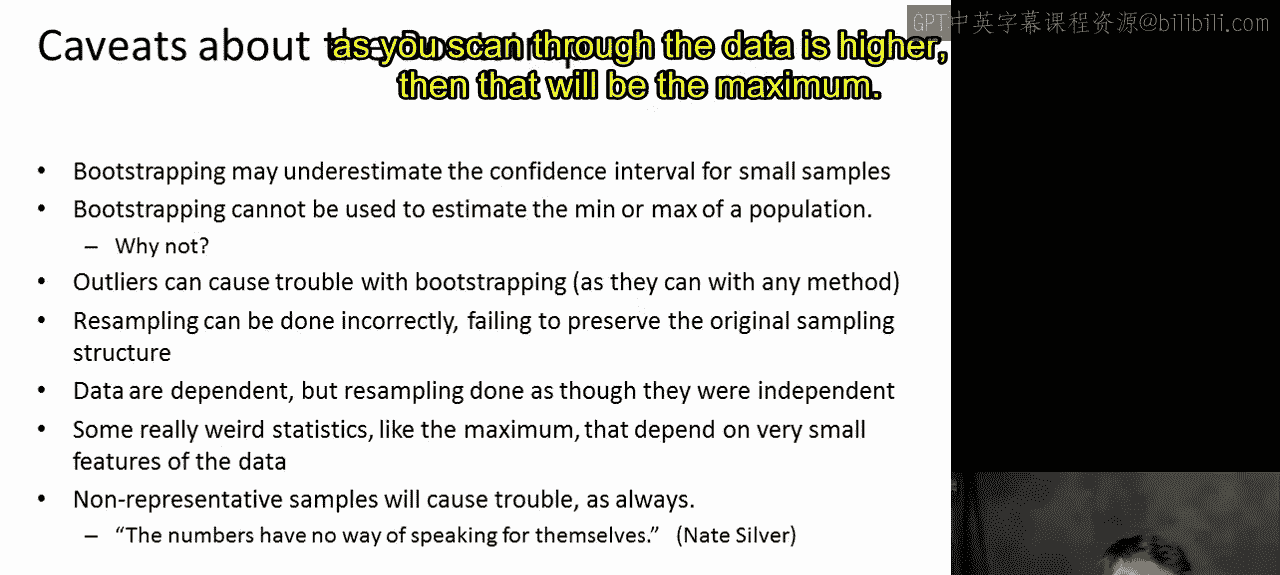 GPT中英字幕课程资源@bilibili.com
as you scan through the data is higher,
then that will be the maximum.
Caveats about
• Bootstrapping may underestimate the confidence interval for small samples
• Bootstrapping cannot be used to estimate the min or max of a population.
– Why not?
• Outliers can cause trouble with bootstrapping (as they can with any method)
• Resampling can be done incorrectly, failing to preserve the original sampling
structure
• Data are dependent, but resampling done as though they were independent
• Some really weird statistics, like the maximum, that depend on very small
features of the data
• Non-representative samples will cause trouble, as always.
– “The numbers have no way of speaking for themselves.” (Nate Silver)